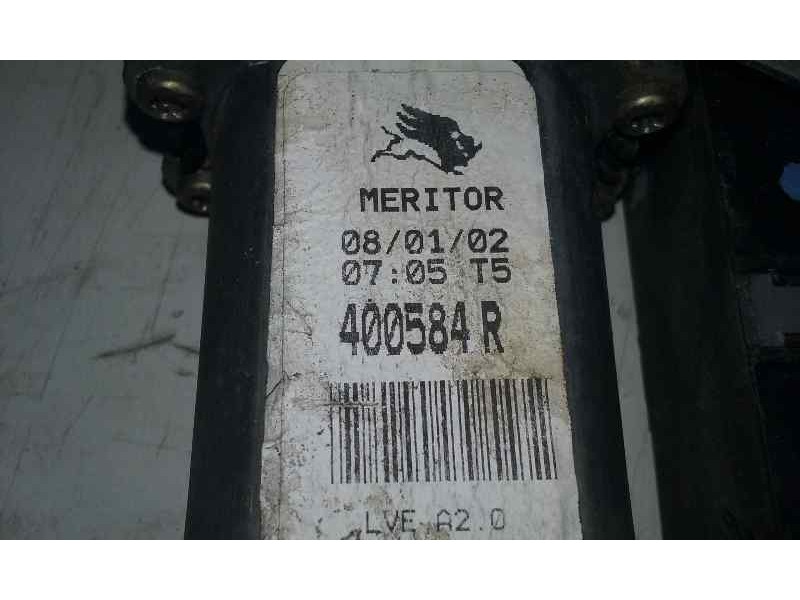 MERITOR
08/01/02
07:05 T5
400584 R
LVE A2.0